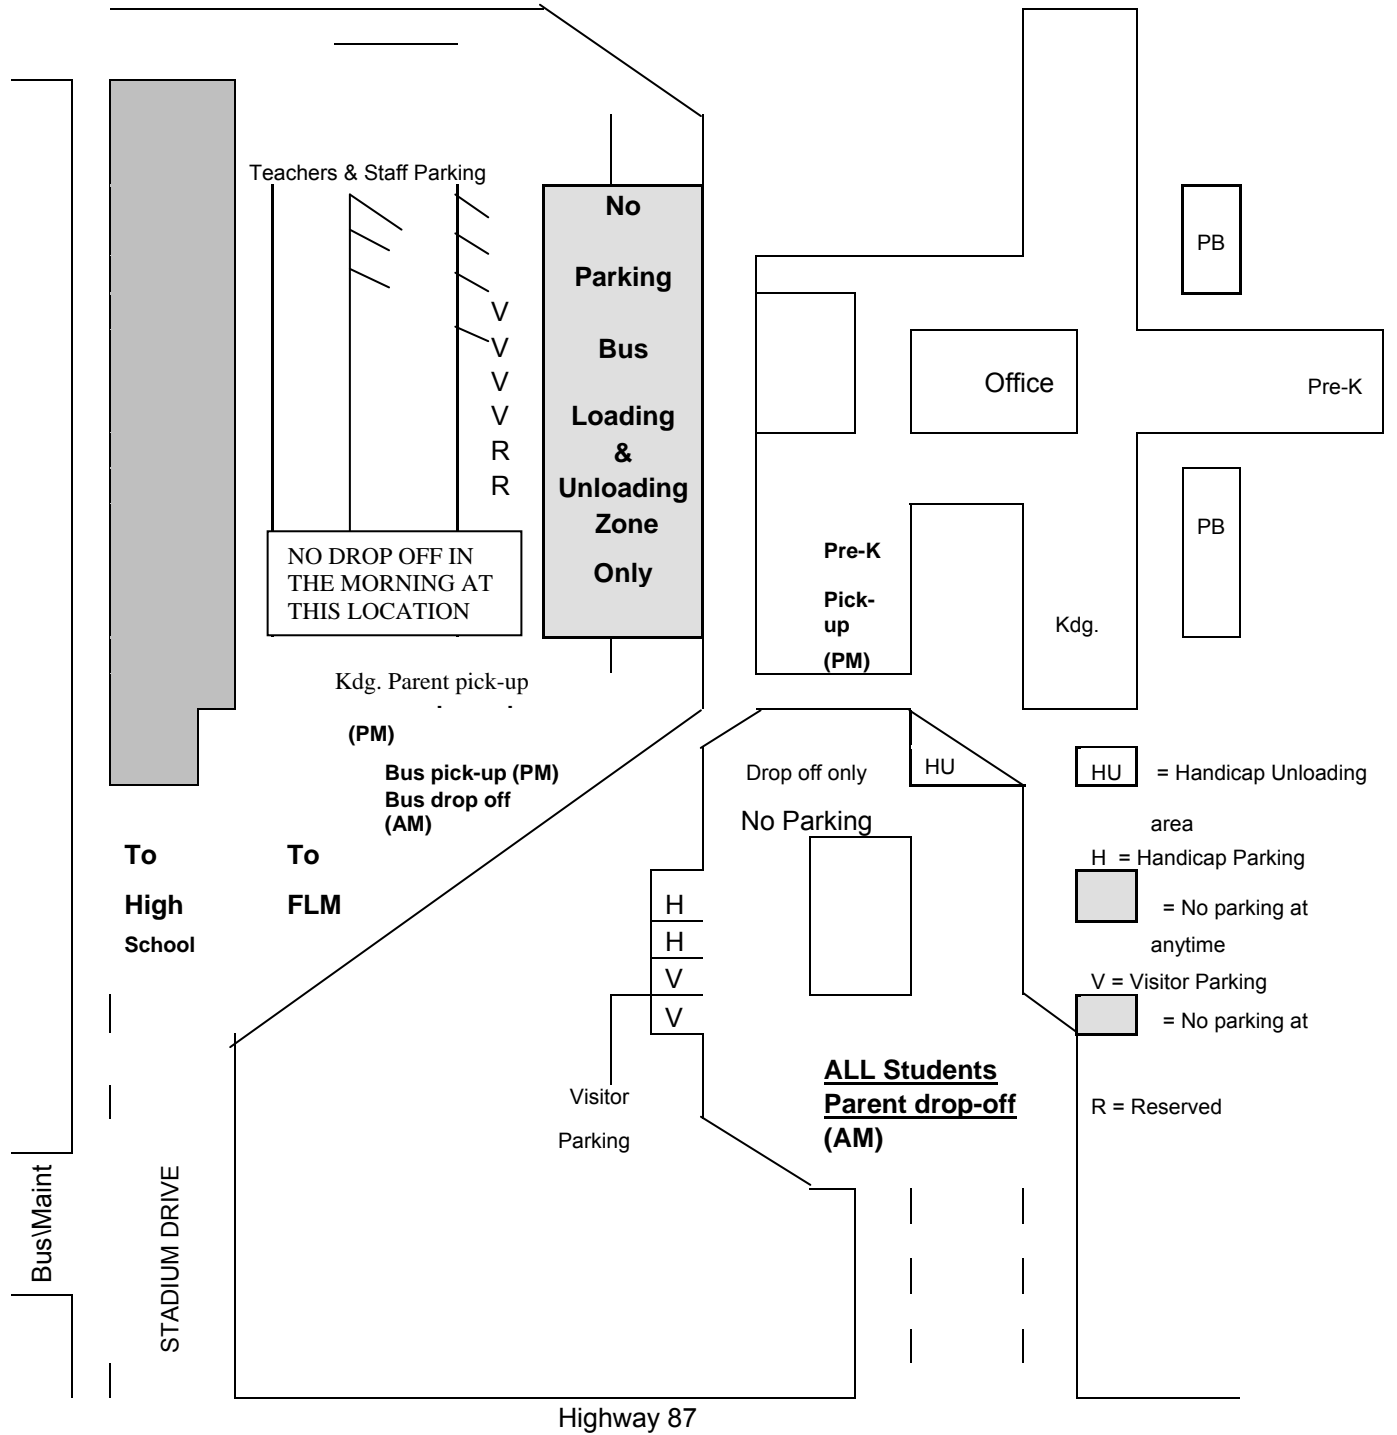 Teachers & Staff Parking
No
Parking
Bus
Loading
&
Unloading
Zone
Only
V
V
V
V
R
R
NO DROP OFF IN
THE MORNING AT
THIS LOCATION
Kdg. Parent pick-up
(PM)
Bus pick-up (PM)
Bus drop off
(AM)
To
High
School
To
FLM
PB
Office
Pre-K
PB
Pre-K
Pick-
up
(PM)
Kdg.
Drop off only
HU
No Parking
H
H
V
V
Visitor
Parking
ALL Students
Parent drop-off
(AM)
HU = Handicap Unloading
area
H = Handicap Parking
= No parking at
anytime
V = Visitor Parking
= No parking at
R = Reserved
Bus\Maint
STADIUM DRIVE
Highway 87